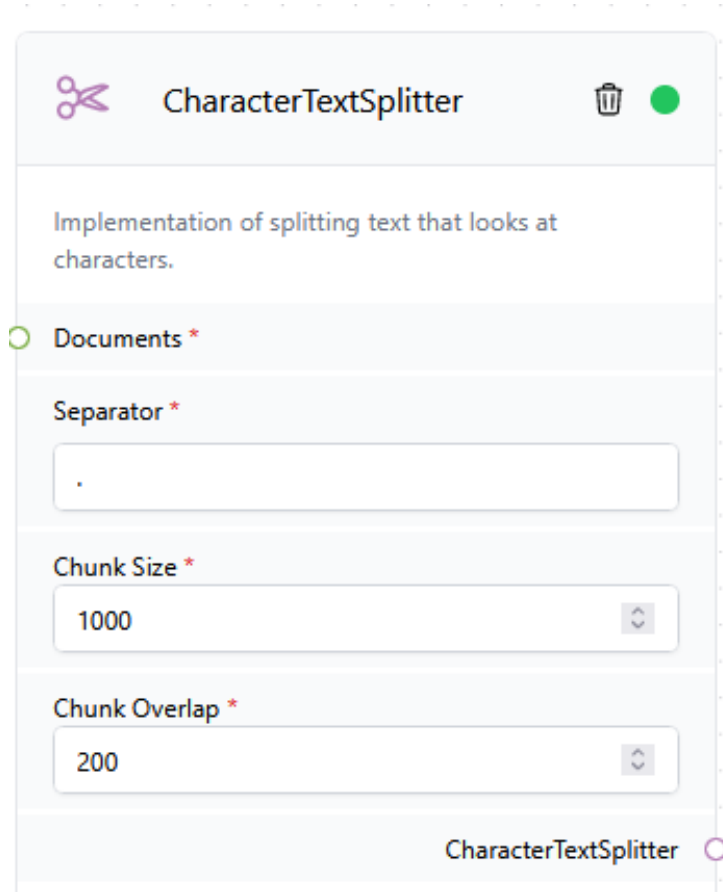 CharacterTextSplitter
Implementation of splitting text that looks at
characters.
Documents *
Separator *
.
Chunk Size *
1000
Chunk Overlap *
200
CharacterTextSplitter